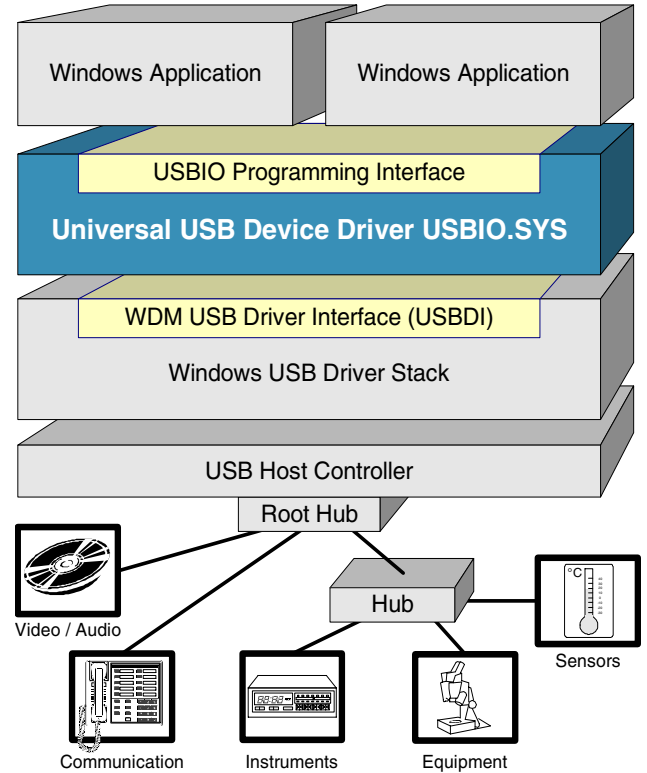 Windows Application
Windows Application
USBIO Programming Interface
Universal USB Device Driver USBIO.SYS
WDM USB Driver Interface (USBDI)
Windows USB Driver Stack
USB Host Controller
Root Hub
Hub
°C
Video / Audio
Sensors
Communication
Instruments
Equipment